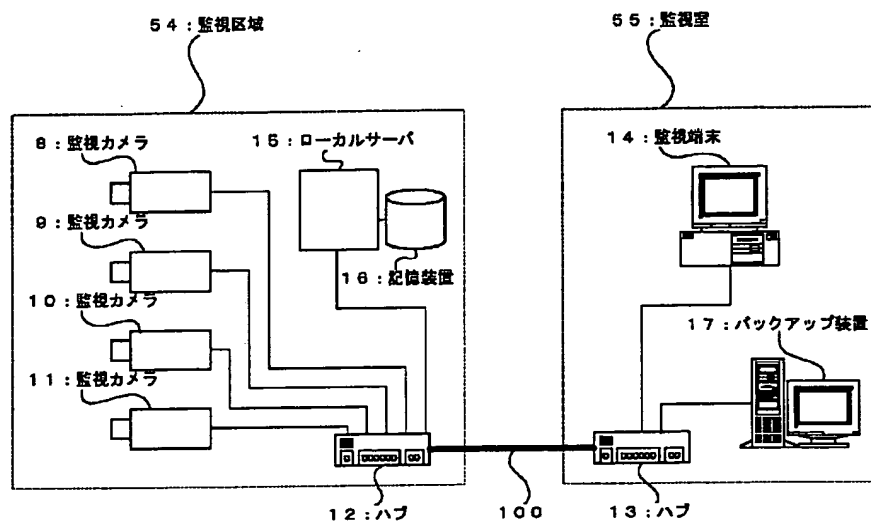 ５４：監視区域
５５：監視室
８：監視カメラ
１５：ローカルサーバ
１４：監視端末
９：監視カメラ
１６：記憶装置
１０：監視カメラ
１７：バックアップ装置
１１：監視カメラ
１２：ハブ
１００
１３：ハブ